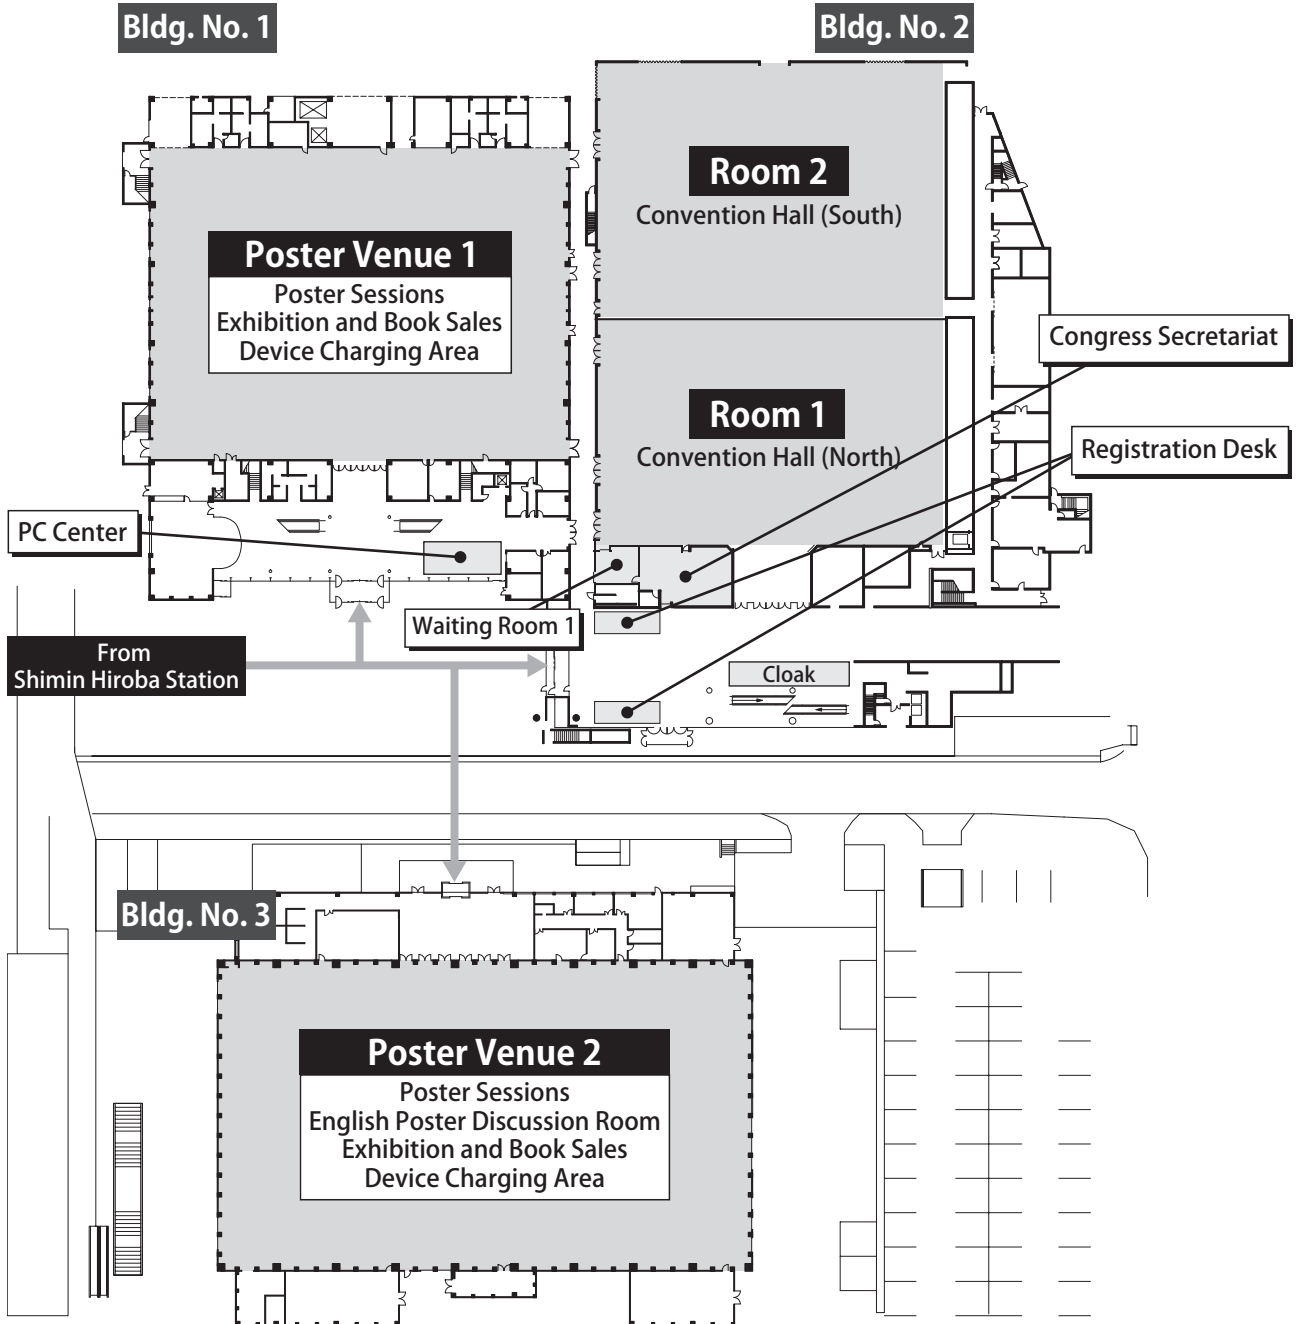 Bldg. No. 1
Bldg. No. 2
Room 2
Convention Hall (South)
Poster Venue 1
Poster Sessions
Exhibition and Book Sales
Device Charging Area
Congress Secretariat
Room 1
Convention Hall (North)
Registration Desk
PC Center
Waiting Room 1
From
Shimin Hiroba Station
Cloak
Bldg. No. 3
Poster Venue 2
Poster Sessions
English Poster Discussion Room
Exhibition and Book Sales
Device Charging Area